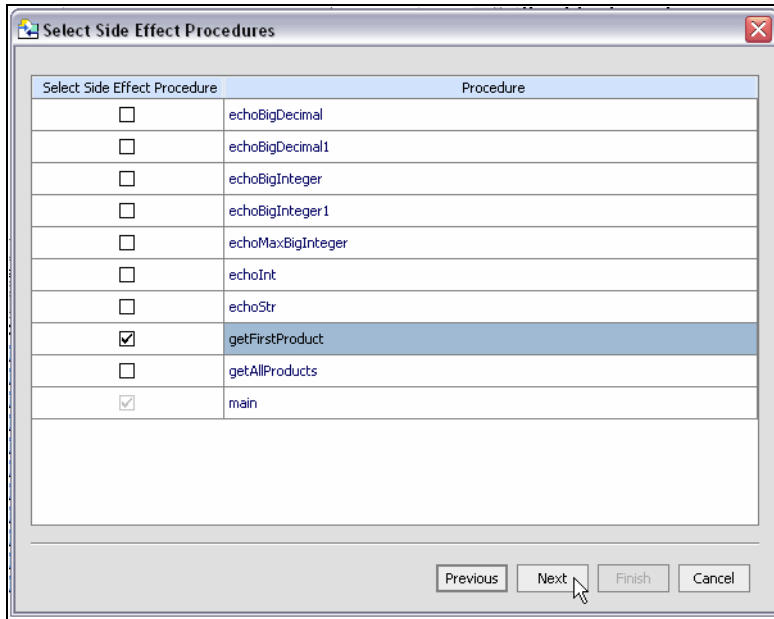 Select Side Effect Procedures
Select Side Effect Procedure Procedure
echoBigDecimal
echoBigDecimal1
echoBigInteger
echoBigInteger1
echoMaxBigInteger
echoInt
echoStr
getFirstProduct
getAllProducts
main
Previous Next Finish Cancel